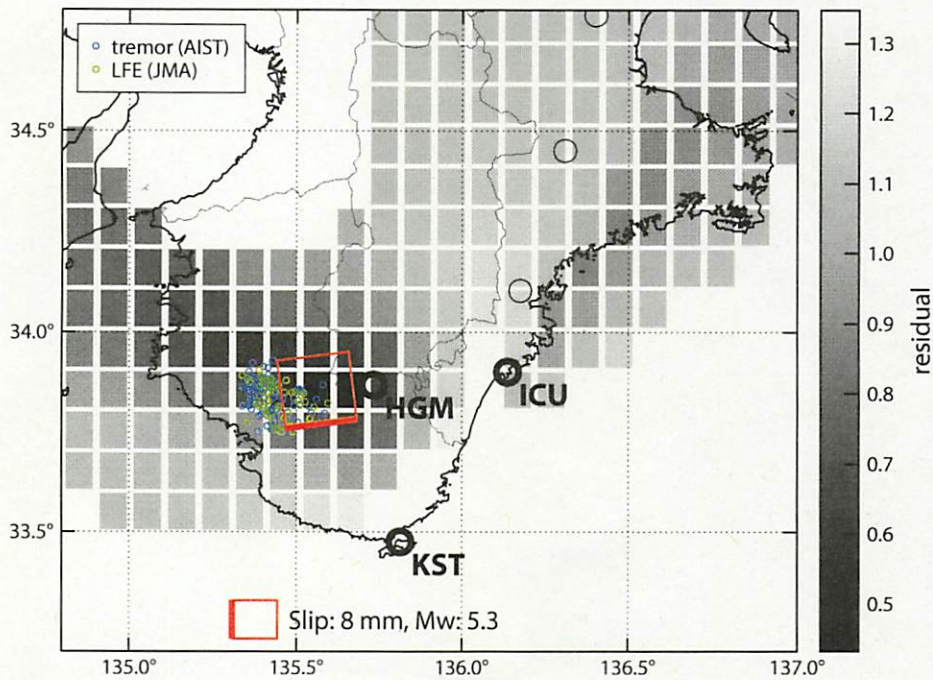 tremor (AIST)
LFE (JMA)
34.5°
34.0°
33.5°
HGM
ICU
KST
Slip: 8 mm, Mw: 5.3
135.0°
135.5°
136.0°
136.5°
137.0°
1.3
1.2
1.1
1.0
0.9
0.8
0.7
0.6
0.5
residual